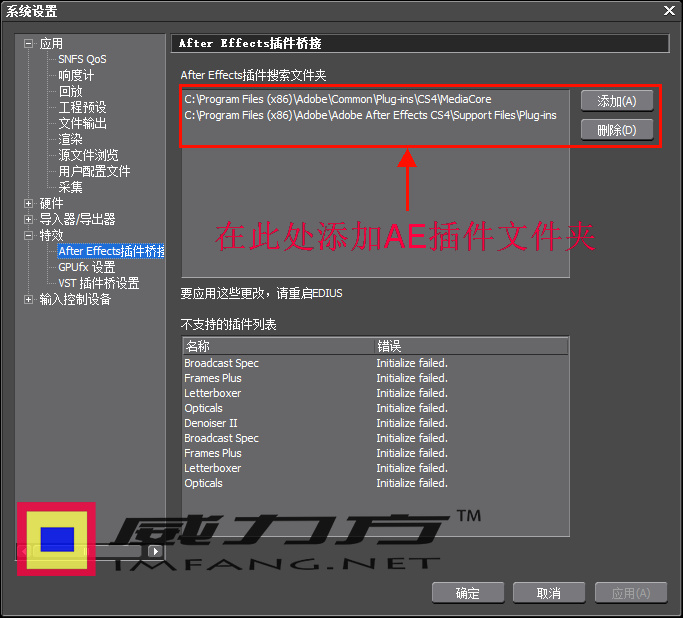 系统设置
应用
SNFS QoS
响度计
回放
工程预设
文件输出
渲染
源文件浏览
用户配置文件
采集
硬件
导入器/导出器
特效
After Effects插件桥接
GPUfx 设置
VST 插件桥设置
输入控制设备
After Effects插件桥接
After Effects插件搜索文件夹
C:\Program Files (x86)\Adobe\Common\Plug-ins\CS4\MediaCore
C:\Program Files (x86)\Adobe\Adobe After Effects CS4\Support Files\Plug-ins
添加(A)
删除(D)
在此处添加AE插件文件夹
要应用这些更改，请重启EDIUS
不支持的插件列表
名称 错误
Broadcast Spec Initialize failed.
Frames Plus Initialize failed.
Letterboxer Initialize failed.
Opticals Initialize failed.
Denoiser II Initialize failed.
Broadcast Spec Initialize failed.
Frames Plus Initialize failed.
Letterboxer Initialize failed.
Opticals Initialize failed.
威力方 TM
IMFANG.NET
确定 取消 应用(A)